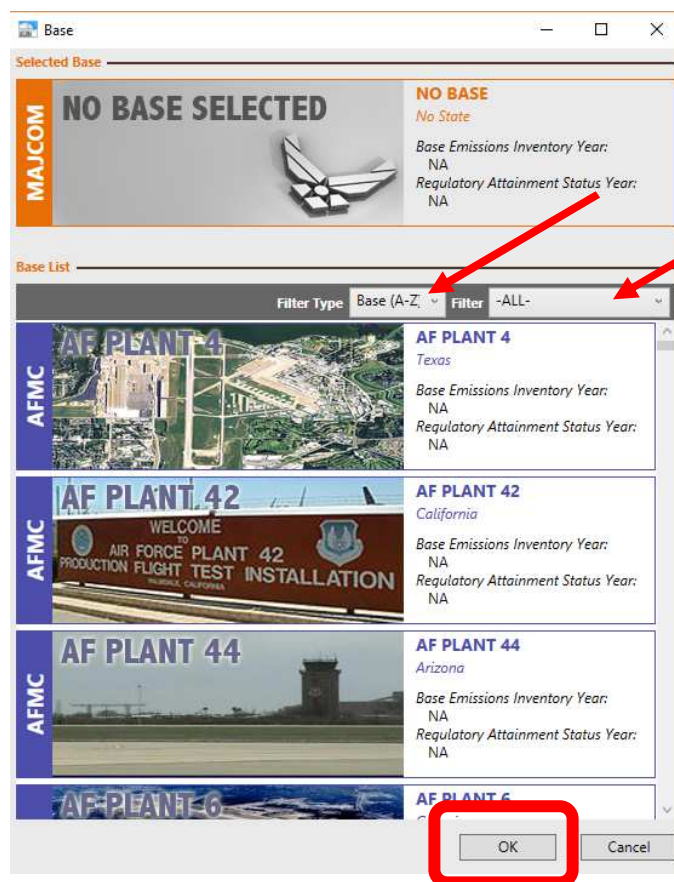 Base
Selected Base
MAJCOM
NO BASE SELECTED
NO BASE
No State
Base Emissions Inventory Year:
NA
Regulatory Attainment Status Year:
NA
Base List
Filter Type Base (A-Z) Filter -ALL-
AFMC
AF PLANT 4
AF PLANT 4
Texas
Base Emissions Inventory Year:
NA
Regulatory Attainment Status Year:
NA
AFMC
AF PLANT 42
WELCOME
TO
AIR FORCE PLANT 42
PRODUCTION FLIGHT TEST INSTALLATION
PALMDALE, CALIFORNIA
AF PLANT 42
California
Base Emissions Inventory Year:
NA
Regulatory Attainment Status Year:
NA
AFMC
AF PLANT 44
AF PLANT 44
Arizona
Base Emissions Inventory Year:
NA
Regulatory Attainment Status Year:
NA
AF PLANT 6
AF PLANT 6
OK
Cancel